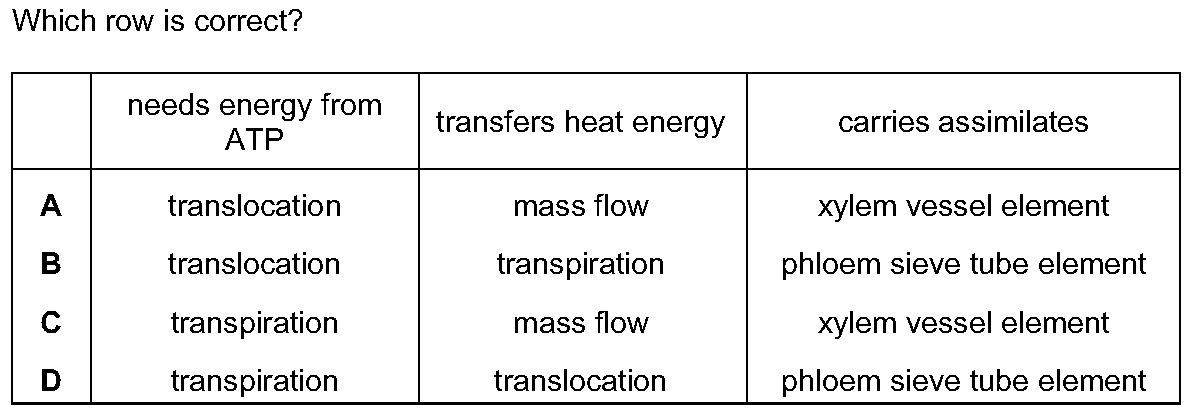 Which row is correct?
needs energy from ATP transfers heat energy carries assimilates
A translocation mass flow xylem vessel element
B translocation transpiration phloem sieve tube element
C transpiration mass flow xylem vessel element
D transpiration translocation phloem sieve tube element